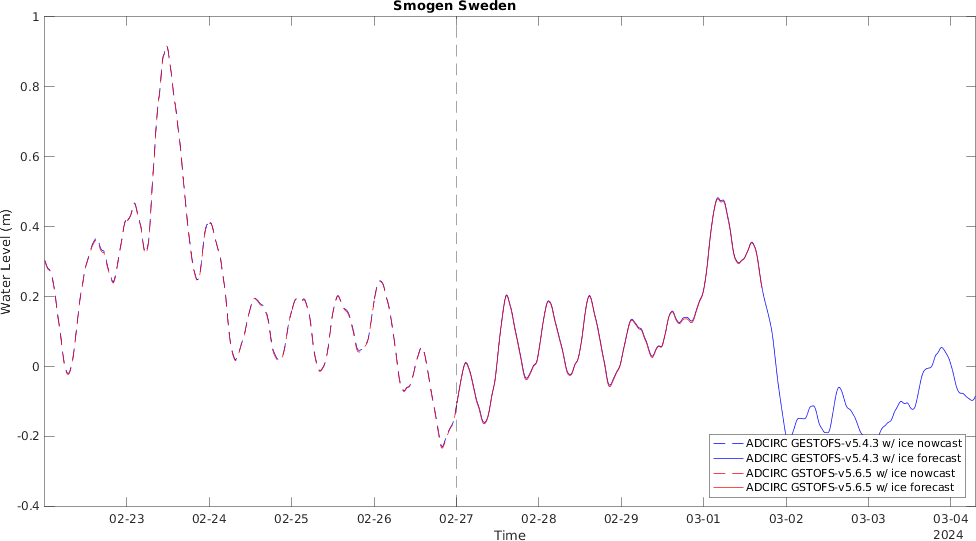 Smogen Sweden
Water Level (m)
1
0.8
0.6
0.4
0.2
0
-0.2
-0.4
ADCIRC GESTOFS-v5.4.3 w/ ice nowcast
ADCIRC GESTOFS-v5.4.3 w/ ice forecast
ADCIRC GSTOFS-v5.6.5 w/ ice nowcast
ADCIRC GSTOFS-v5.6.5 w/ ice forecast
02-23 02-24 02-25 02-26 02-27 02-28 02-29 03-01 03-02 03-03 03-04
Time
2024